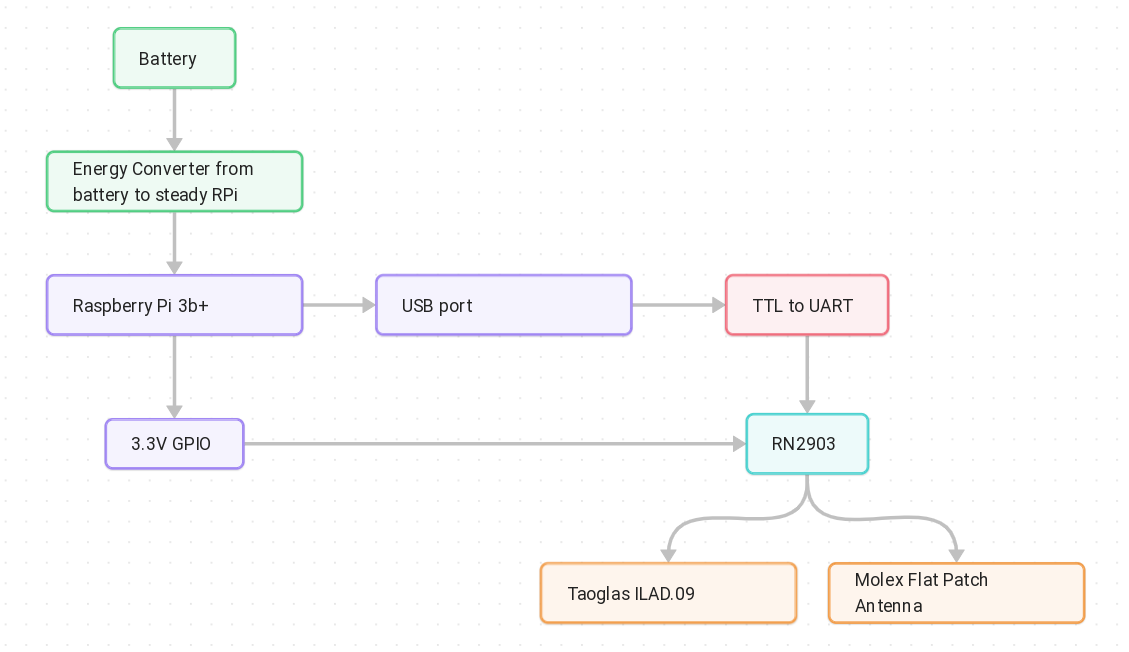 Battery
Energy Converter from
battery to steady RPi
Raspberry Pi 3b+
USB port
TTL to UART
3.3V GPIO
RN2903
Taoglas ILAD.09
Molex Flat Patch
Antenna